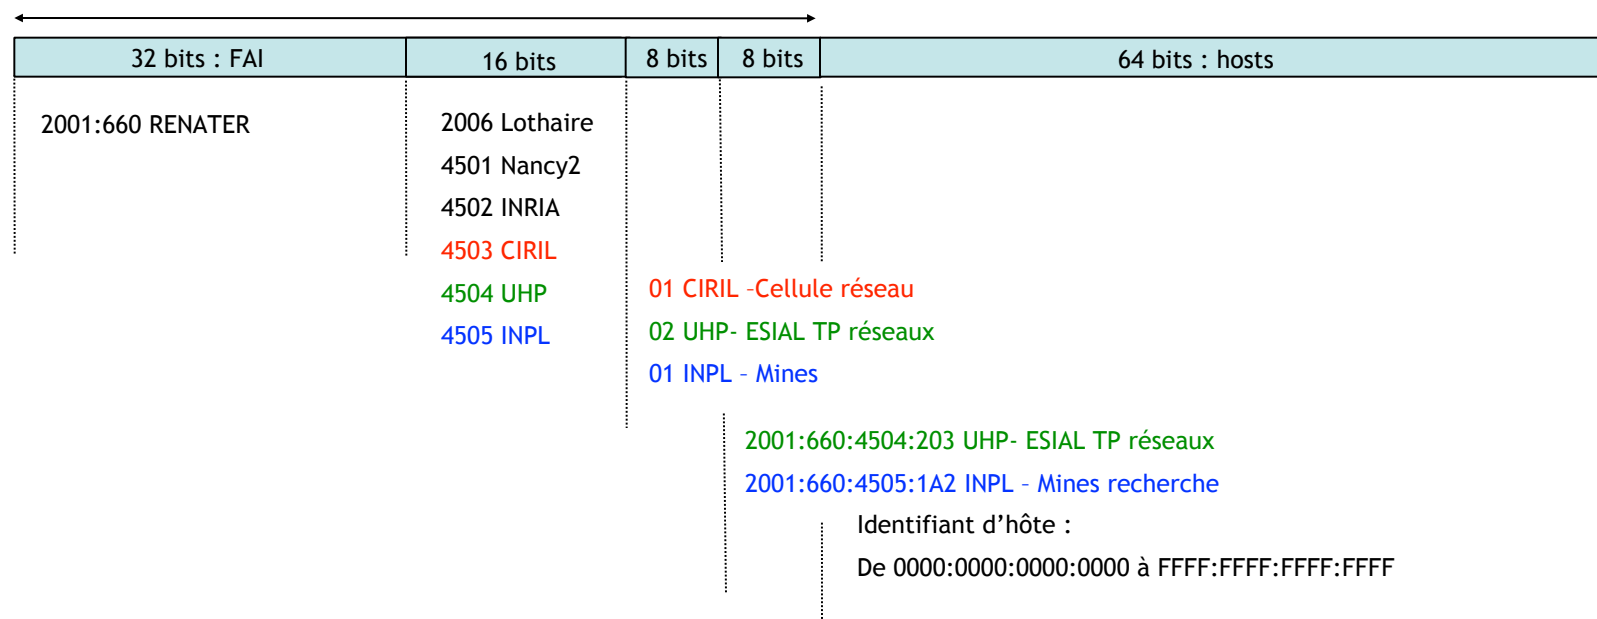 32 bits : FAI
16 bits
8 bits
8 bits
64 bits : hosts
2001:660 RENATER
2006 Lothaire
4501 Nancy2
4502 INRIA
4503 CIRIL
4504 UHP
4505 INPL
01 CIRIL –Cellule réseau
02 UHP- ESIAL TP réseaux
01 INPL – Mines
2001:660:4504:203 UHP- ESIAL TP réseaux
2001:660:4505:1A2 INPL – Mines recherche
Identifiant d’hôte :
De 0000:0000:0000:0000 à FFFF:FFFF:FFFF:FFFF